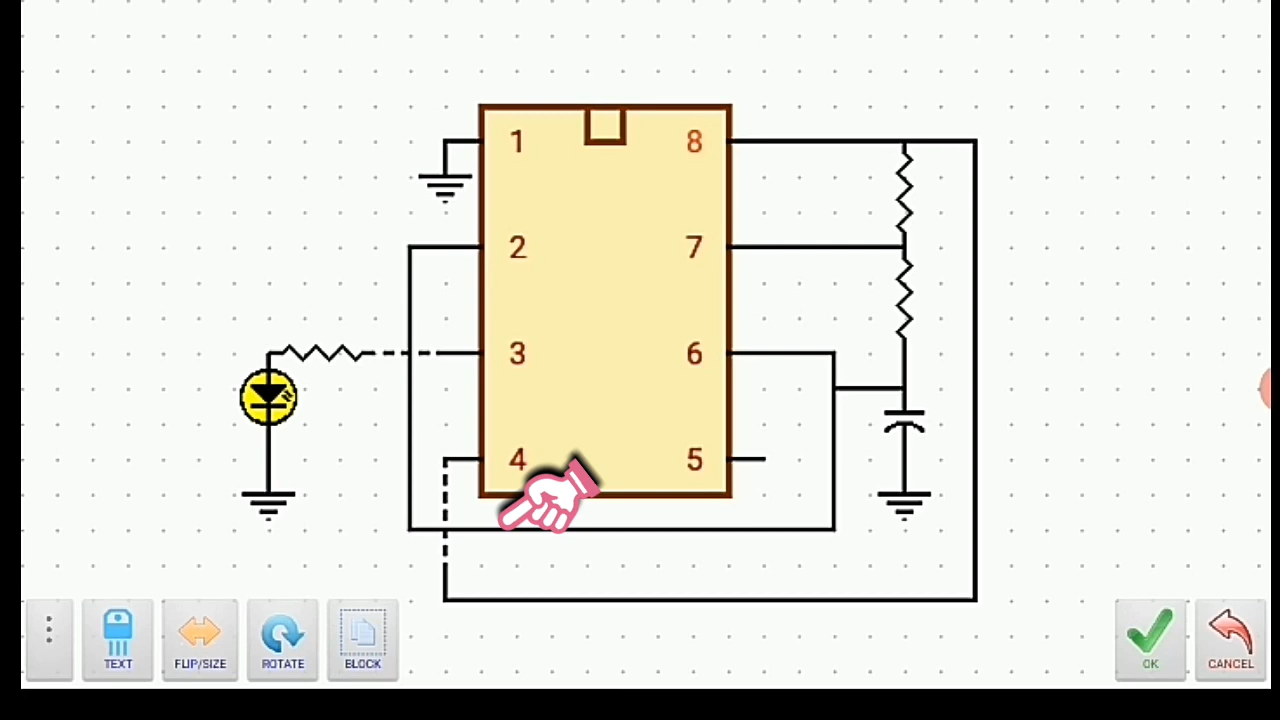 1 8
2 7
3 6
4 5
TEXT
FLIP/SIZE
ROTATE
BLOCK
OK
CANCEL